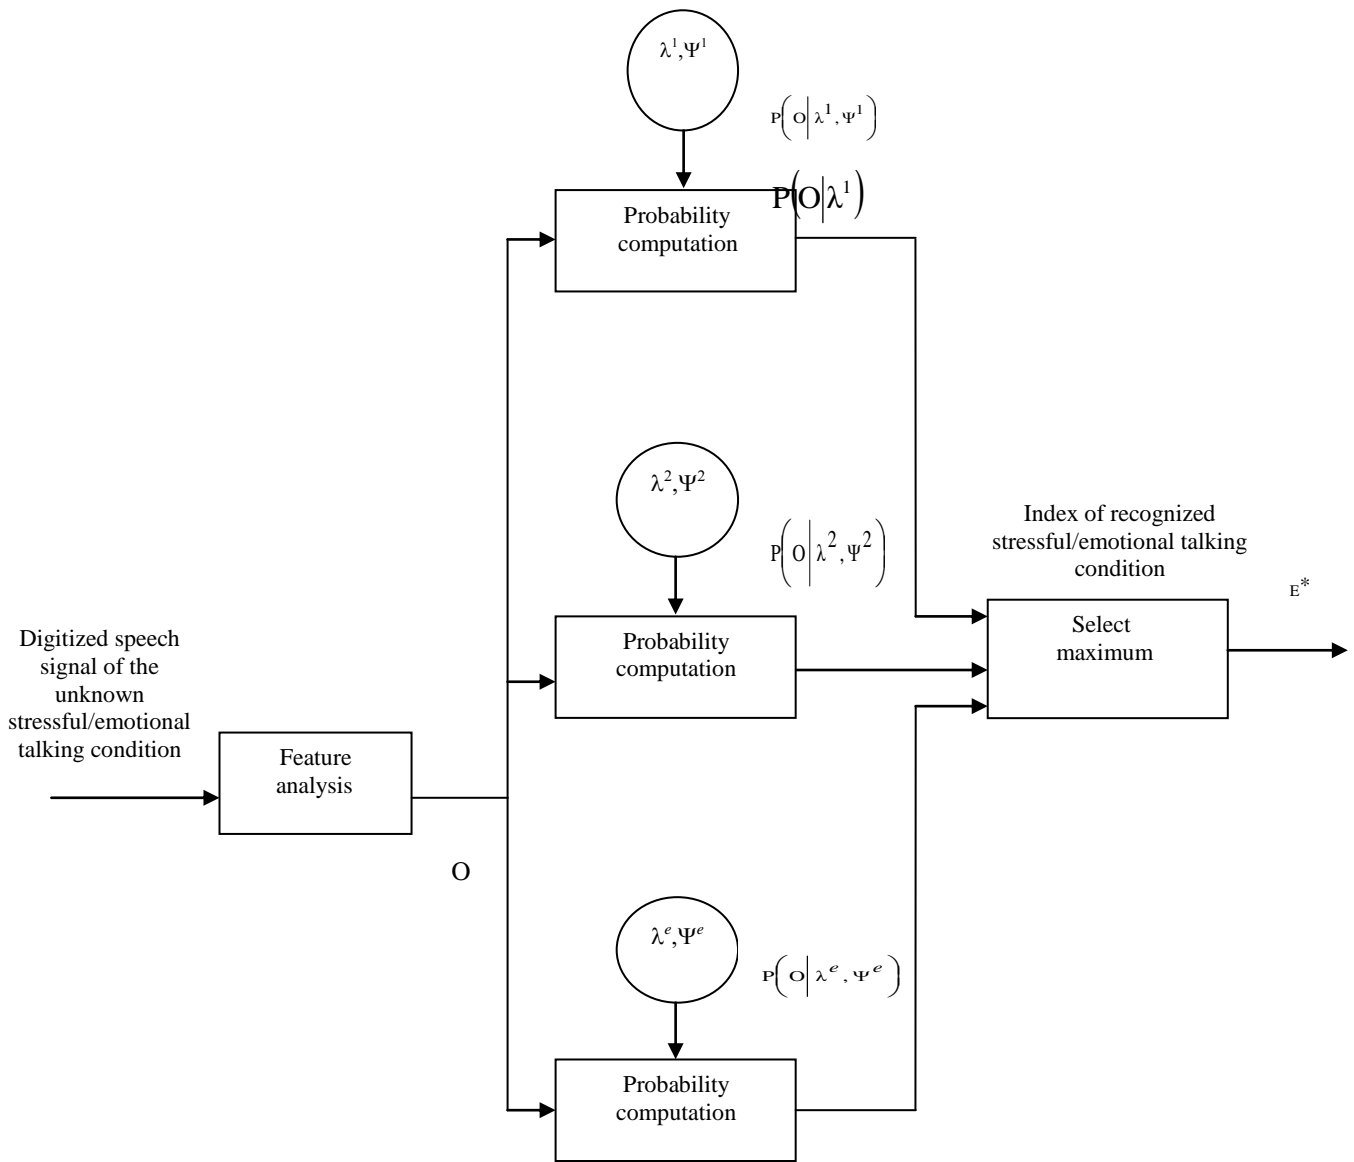 λ¹,Ψ¹
P(O|λ¹,Ψ¹)
P(O|λ¹)
Probability
computation
λ²,Ψ²
P(O|λ²,Ψ²)
Probability
computation
Index of recognized
stressful/emotional talking
condition
E*
Select
maximum
Digitized speech
signal of the
unknown
stressful/emotional
talking condition
Feature
analysis
O
λᵉ,Ψᵉ
P(O|λᵉ,Ψᵉ)
Probability
computation